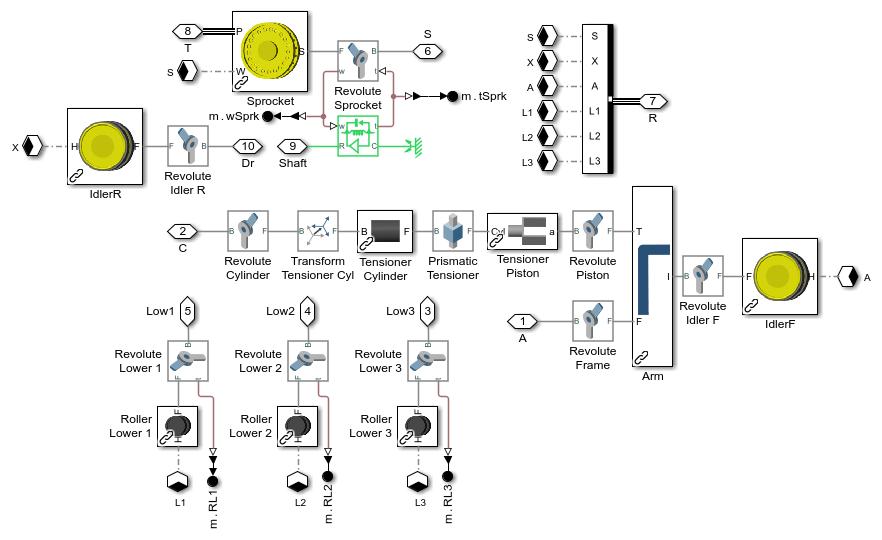 8
T
P
S
W
S
Sprocket
F
B
w
t
Revolute
Sprocket
S
6
m.tSprk
m.wSprk
w
t
R
C
9
Shaft
S
X
A
L1
L2
L3
S
X
A
L1
L2
L3
7
R
X
H
F
IdlerR
F
B
Revolute
Idler R
10
Dr
2
C
B
F
Revolute
Cylinder
B
F
Transform
Tensioner Cyl
B
F
Tensioner
Cylinder
B
F
Prismatic
Tensioner
Cyl
a
Tensioner
Piston
B
F
Revolute
Piston
T
I
F
Arm
1
A
B
F
Revolute
Frame
B
F
Revolute
Idler F
F
H
IdlerF
A
Low1
5
B
Revolute
Lower 1
F
Roller
Lower 1
F
H
L1
m.RL1
Low2
4
B
Revolute
Lower 2
F
Roller
Lower 2
F
H
L2
m.RL2
Low3
3
B
Revolute
Lower 3
F
Roller
Lower 3
F
H
L3
m.RL3